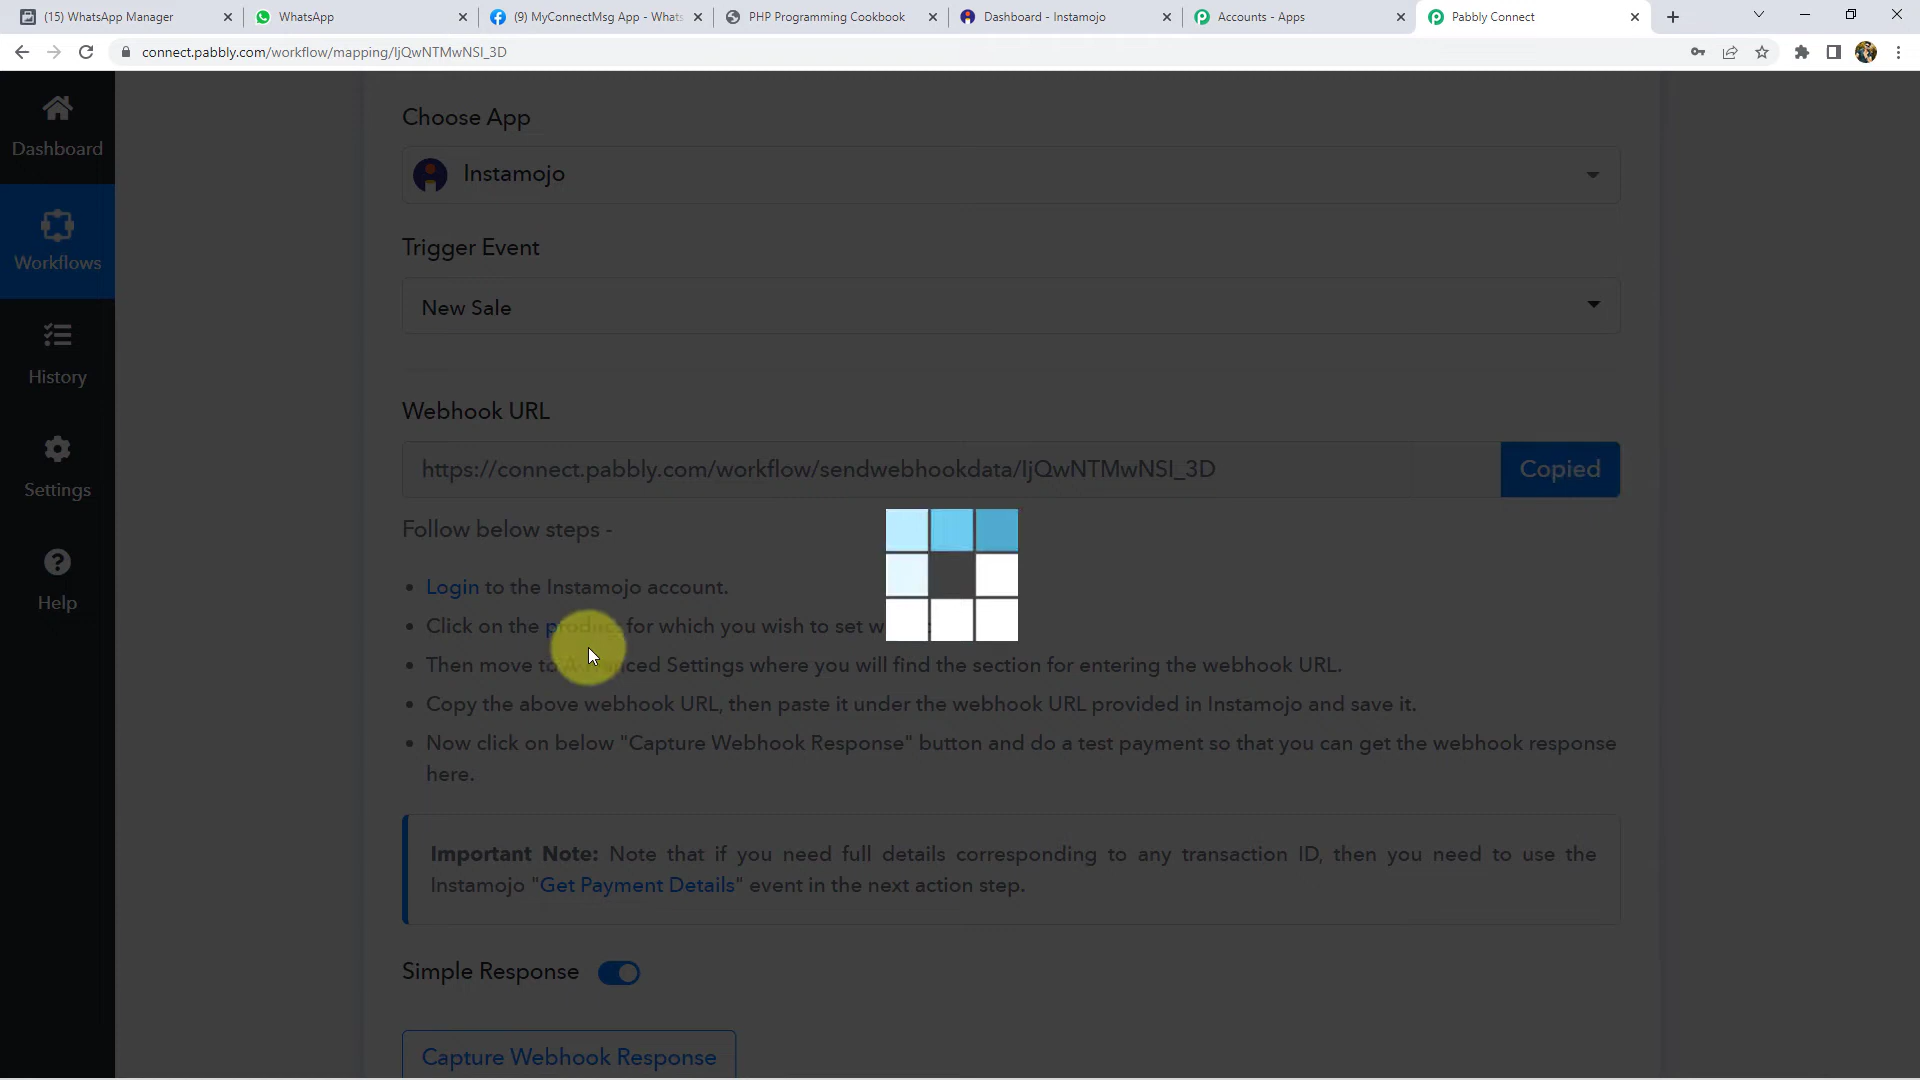 (15) WhatsApp Manager
WhatsApp
(9) MyConnectMsg App - Whats
PHP Programming Cookbook
Dashboard - Instamojo
Accounts - Apps
Pabbly Connect
connect.pabbly.com/workflow/mapping/IjQwNTMwNSI_3D
Dashboard
Workflows
History
Settings
Help
Choose App
Instamojo
Trigger Event
New Sale
Webhook URL
https://connect.pabbly.com/workflow/sendwebhookdata/IjQwNTMwNSI_3D
Copied
Follow below steps -
• Login to the Instamojo account.
• Click on the product for which you wish to set
• Then move to Advanced Settings where you will find the section for entering the webhook URL.
• Copy the above webhook URL, then paste it under the webhook URL provided in Instamojo and save it.
• Now click on below "Capture Webhook Response" button and do a test payment so that you can get the webhook response
here.
Important Note: Note that if you need full details corresponding to any transaction ID, then you need to use the
Instamojo "Get Payment Details" event in the next action step.
Simple Response
Capture Webhook Response